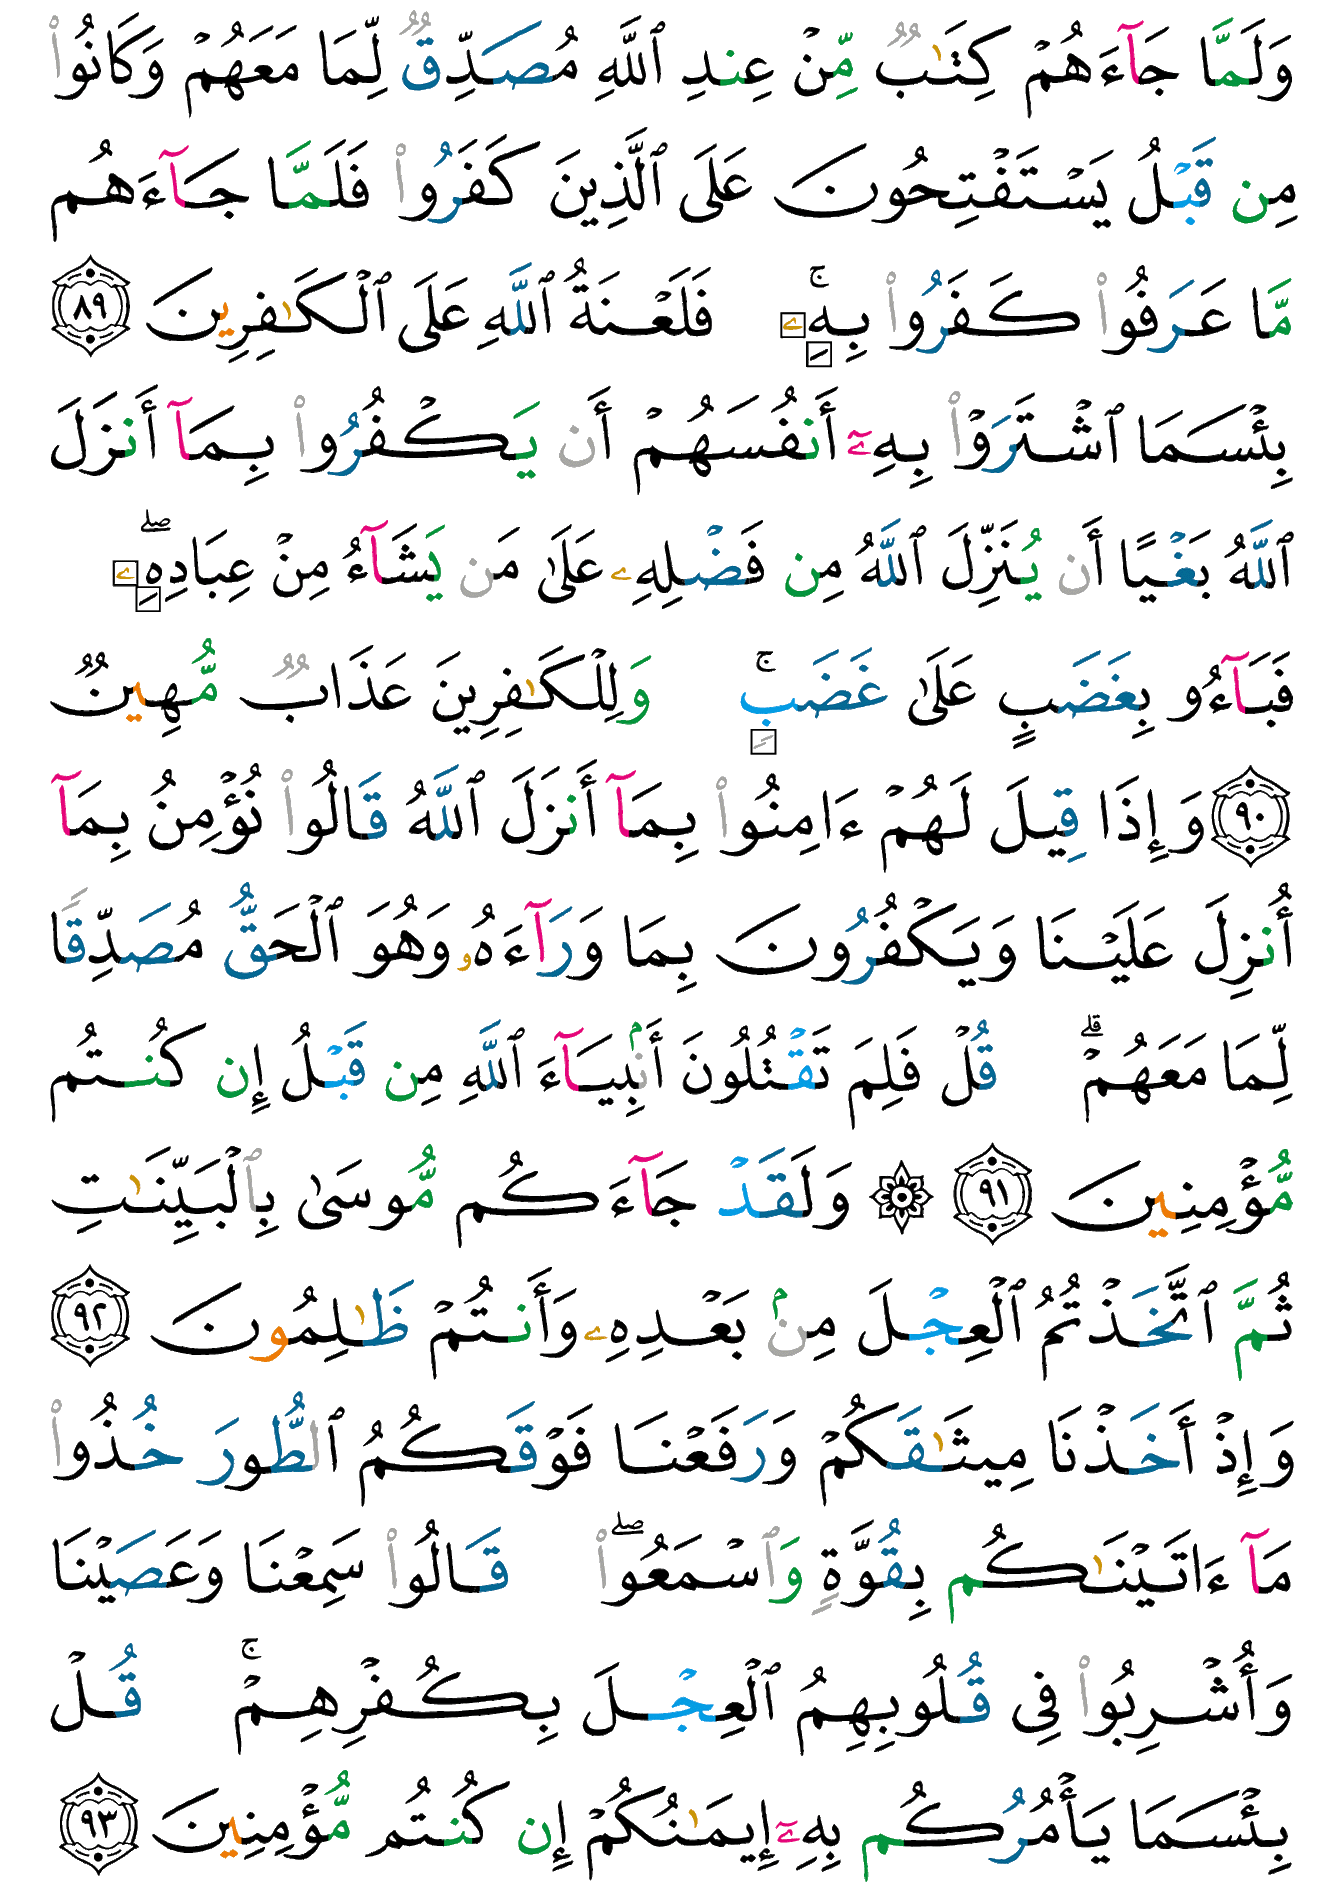 وَلَمَّا جَآءَهُمْ كِتَـٰبٌ مِّنْ عِندِ ٱللَّهِ مُصَدِّقٌ لِّمَا مَعَهُمْ وَكَانُوا۟
مِن قَبْلُ يَسْتَفْتِحُونَ عَلَى ٱلَّذِينَ كَفَرُوا۟ فَلَمَّا جَآءَهُم
مَّا عَرَفُوا۟ كَفَرُوا۟ بِهِۦ ۚ فَلَعْنَةُ ٱللَّهِ عَلَى ٱلْكَـٰفِرِينَ ٨٩
بِئْسَمَا ٱشْتَرَوْا۟ بِهِۦٓ أَنفُسَهُمْ أَن يَكْفُرُوا۟ بِمَآ أَنزَلَ
ٱللَّهُ بَغْيًا أَن يُنَزِّلَ ٱللَّهُ مِن فَضْلِهِۦ عَلَىٰ مَن يَشَآءُ مِنْ عِبَادِهِۦ ۖ
فَبَآءُو بِغَضَبٍ عَلَىٰ غَضَبٍ ۚ وَلِلْكَـٰفِرِينَ عَذَابٌ مُّهِينٌ
٩٠ وَإِذَا قِيلَ لَهُمْ ءَامِنُوا۟ بِمَآ أَنزَلَ ٱللَّهُ قَالُوا۟ نُؤْمِنُ بِمَآ
أُنزِلَ عَلَيْنَا وَيَكْفُرُونَ بِمَا وَرَآءَهُۥ وَهُوَ ٱلْحَقُّ مُصَدِّقًا
لِّمَا مَعَهُمْ ۗ قُلْ فَلِمَ تَقْتُلُونَ أَنۢبِيَآءَ ٱللَّهِ مِن قَبْلُ إِن كُنتُم
مُّؤْمِنِينَ ٩١ ۞ وَلَقَدْ جَآءَكُم مُّوسَىٰ بِٱلْبَيِّنَـٰتِ
ثُمَّ ٱتَّخَذْتُمُ ٱلْعِجْلَ مِنۢ بَعْدِهِۦ وَأَنتُمْ ظَـٰلِمُونَ ٩٢
وَإِذْ أَخَذْنَا مِيثَـٰقَكُمْ وَرَفَعْنَا فَوْقَكُمُ ٱلطُّورَ خُذُوا۟
مَآ ءَاتَيْنَـٰكُم بِقُوَّةٍ وَٱسْمَعُوا۟ ۖ قَالُوا۟ سَمِعْنَا وَعَصَيْنَا
وَأُشْرِبُوا۟ فِى قُلُوبِهِمُ ٱلْعِجْلَ بِكُفْرِهِمْ ۚ قُلْ
بِئْسَمَا يَأْمُرُكُم بِهِۦٓ إِيمَـٰنُكُمْ إِن كُنتُم مُّؤْمِنِينَ ٩٣